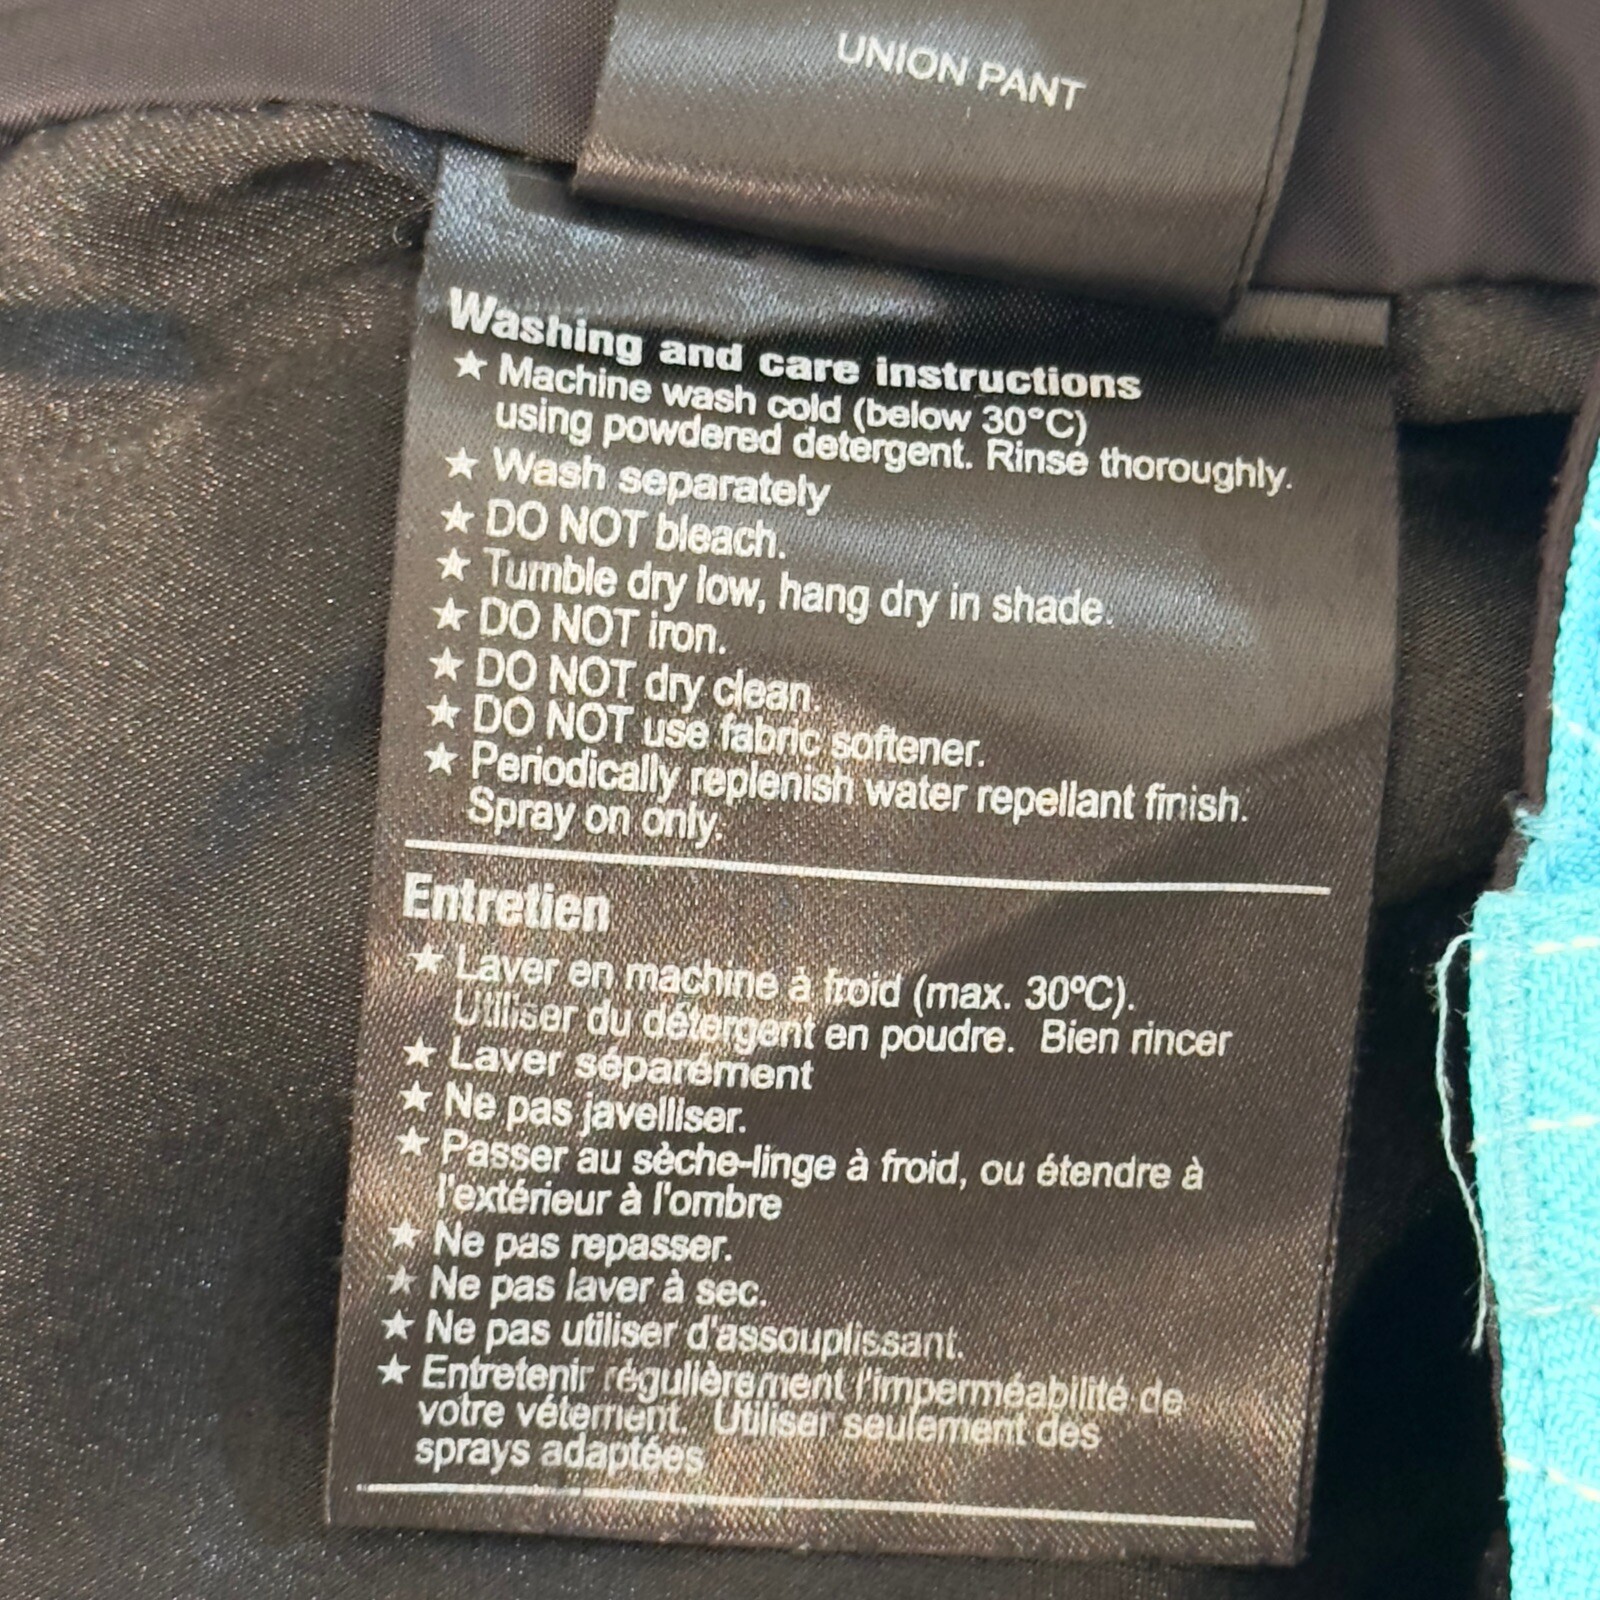 UNION PANT
Washing and care instructions
★ Machine wash cold (below 30°C)
using powdered detergent. Rinse thoroughly.
★ Wash separately
★ DO NOT bleach.
★ Tumble dry low, hang dry in shade.
★ DO NOT iron.
★ DO NOT dry clean.
★ DO NOT use fabric softener.
★ Periodically replenish water repellant finish.
Spray on only.
Entretien
★ Laver en machine à froid (max. 30ºC).
Utiliser du détergent en poudre. Bien rincer
★ Laver séparément
★ Ne pas javelliser.
★ Passer au sèche-linge à froid, ou étendre à
l'extérieur à l'ombre
★ Ne pas repasser.
★ Ne pas laver à sec.
★ Ne pas utiliser d'assouplissant.
★ Entretenir régulièrement l'imperméabilité de
votre vêtement. Utiliser seulement des
sprays adaptées